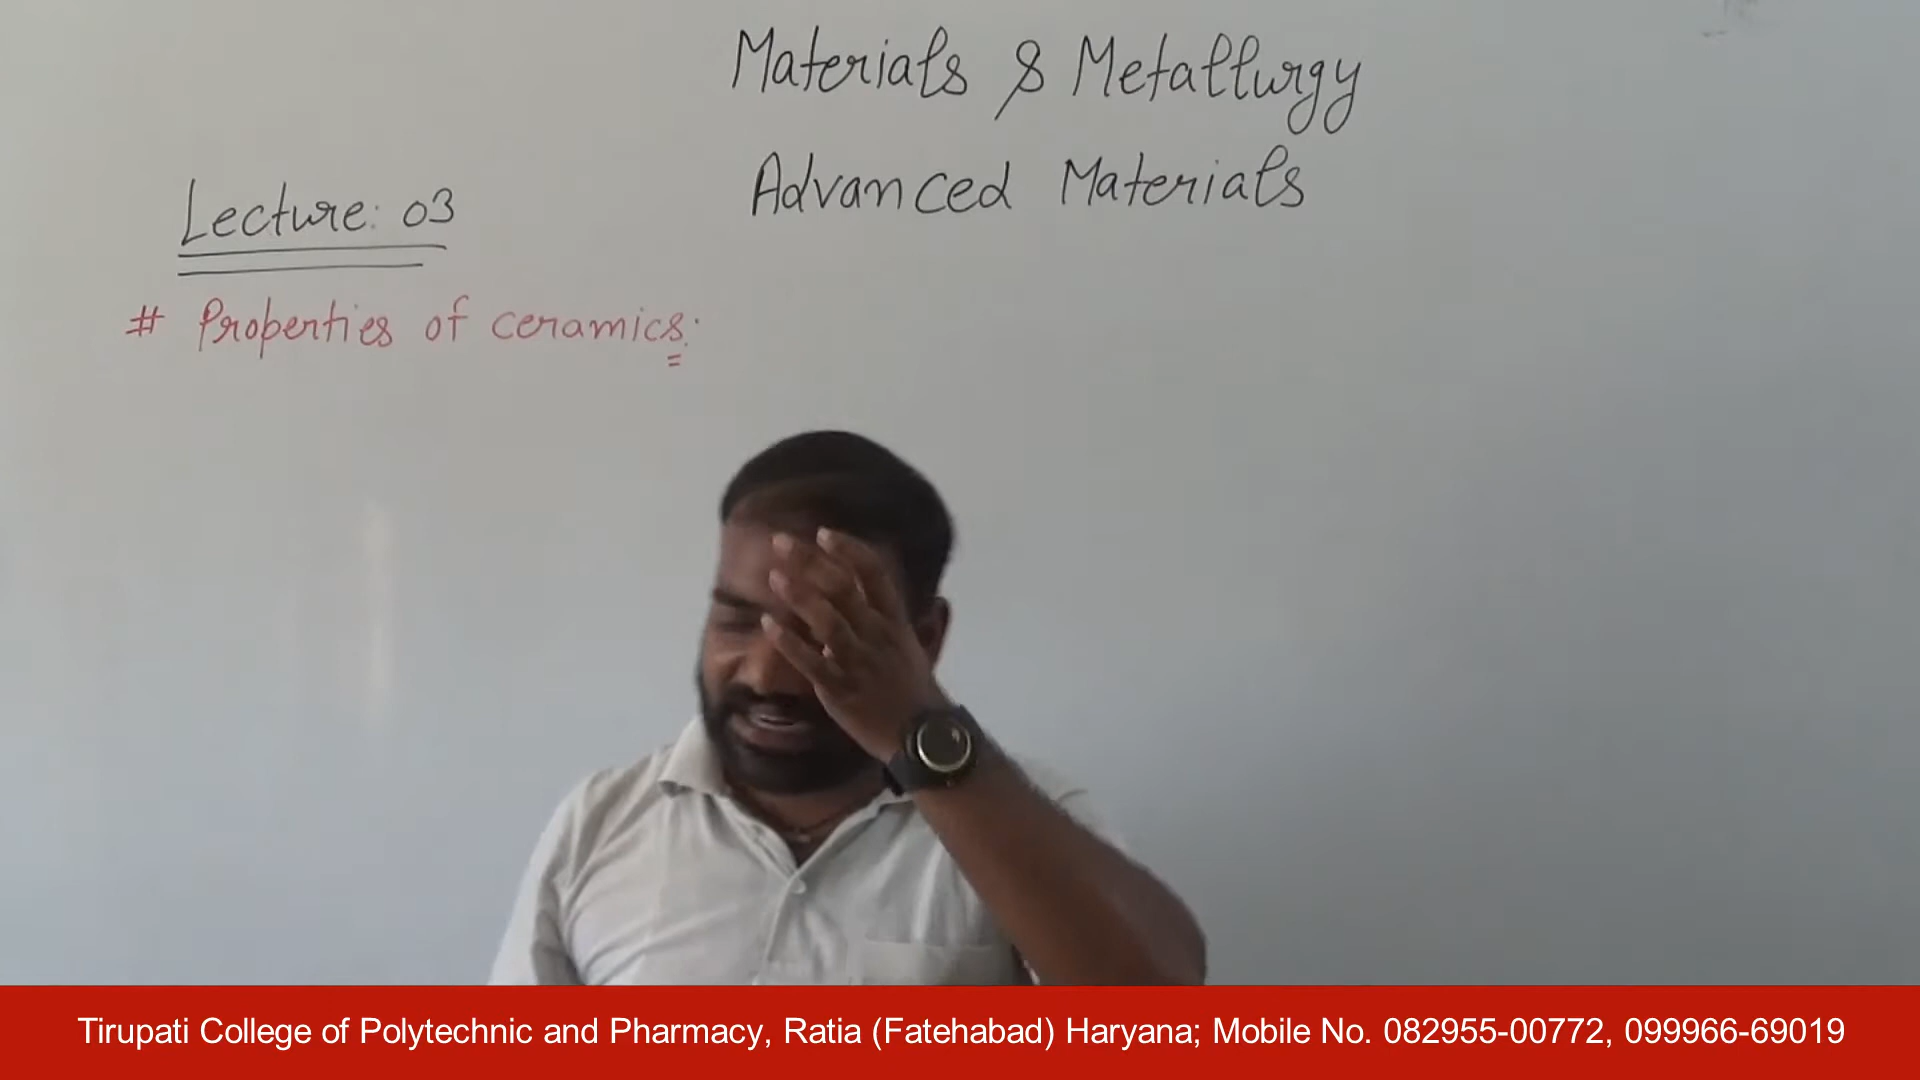 Materials & Metallurgy
Advanced Materials
Lecture: 03
# Properties of ceramics:
Tirupati College of Polytechnic and Pharmacy, Ratia (Fatehabad) Haryana; Mobile No. 082955-00772, 099966-69019